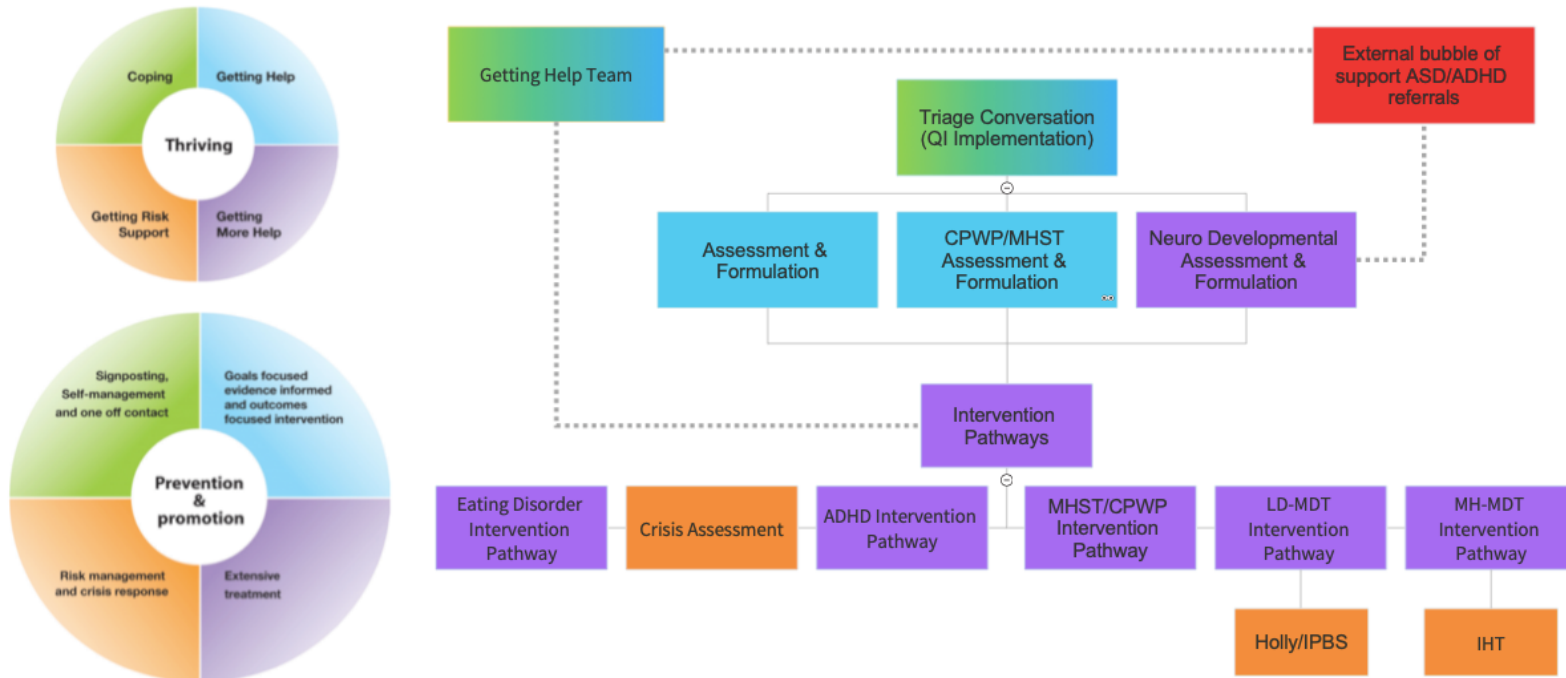 Coping
Getting Help
Thriving
Getting Risk
Support
Getting
More Help
Signposting,
Self-management
and one off contact
Goals focused
evidence informed
and outcomes
focused intervention
Prevention
&
promotion
Risk management
and crisis response
Extensive
treatment
Getting Help Team
External bubble of
support ASD/ADHD
referrals
Triage Conversation
(QI Implementation)
Assessment &
Formulation
CPWP/MHST
Assessment &
Formulation
Neuro Developmental
Assessment &
Formulation
Intervention
Pathways
Eating Disorder
Intervention
Pathway
Crisis Assessment
ADHD Intervention
Pathway
MHST/CPWP
Intervention
Pathway
LD-MDT
Intervention
Pathway
MH-MDT
Intervention
Pathway
Holly/IPBS
IHT